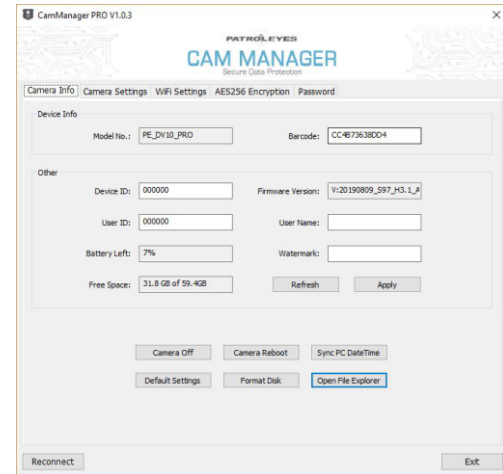 CamManager PRO V1.0.3
PATROLEYES
CAM MANAGER
Secure Data Protection
Camera Info Camera Settings WiFi Settings AES256 Encryption Password
Device Info
Model No.: PE_DV10_PRO Barcode: CC4B73638DD4
Other
Device ID: 000000 Firmware Version: V:20190809_S97_H3.1_A
User ID: 000000 User Name:
Battery Left: 7% Watermark:
Free Space: 31.8 GB of 59.4GB Refresh Apply
Camera Off Camera Reboot Sync PC DateTime
Default Settings Format Disk Open File Explorer
Reconnect Exit